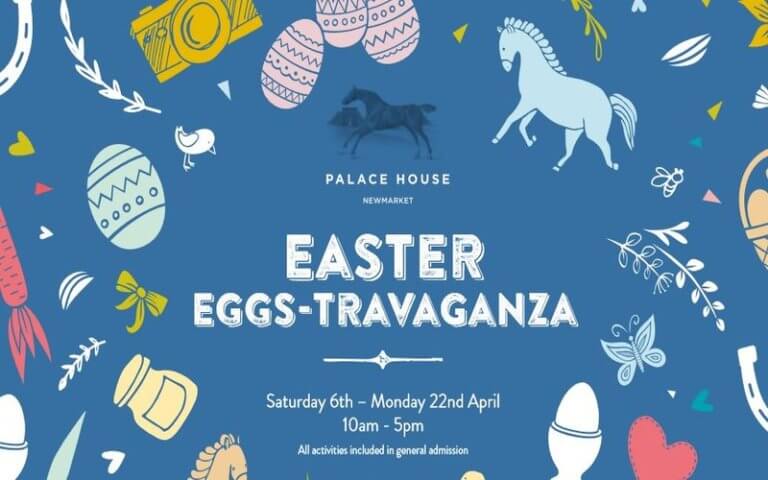 PALACE HOUSE
NEWMARKET
EASTER
EGGS-TRAVAGANZA
Saturday 6th – Monday 22nd April
10am - 5pm
All activities included in general admission